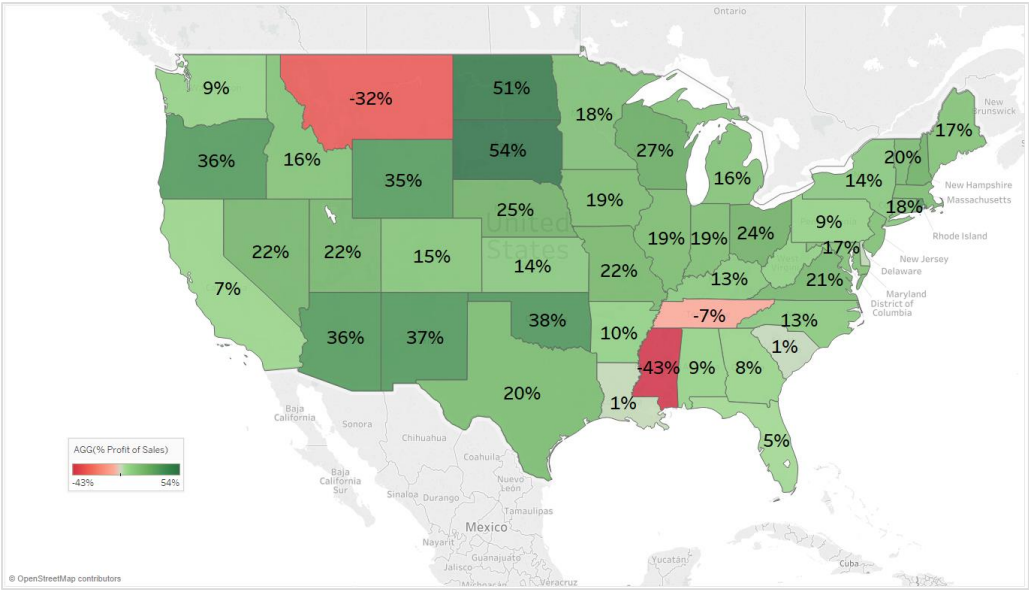 Ontario
51%
9%
-32%
New
Brunswick
18%
17%
54%
27%
20%
36%
16%
35%
16%
14%
New Hampshire
Massachusetts
19%
18%
25%
9%
United
States
Rhode Island
24%
19%
19%
17%
22%
22%
15%
New Jersey
14%
22%
Delaware
13%
21%
Maryland
District of
Columbia
7%
-7%
13%
38%
10%
36%
37%
1%
-43%
9%
8%
20%
1%
Baja
California
Sonora
5%
Chihuahua
AGG(% Profit of Sales)
-43%
54%
Coahuila
Baja
California
Sur
Nuevo
León
Sinaloa
Durango
Tamaulipas
Mexico
Nayarit
Guanajuato
Yucatán
Cuba
Jalisco
Michoacán
Veracruz
© OpenStreetMap contributors